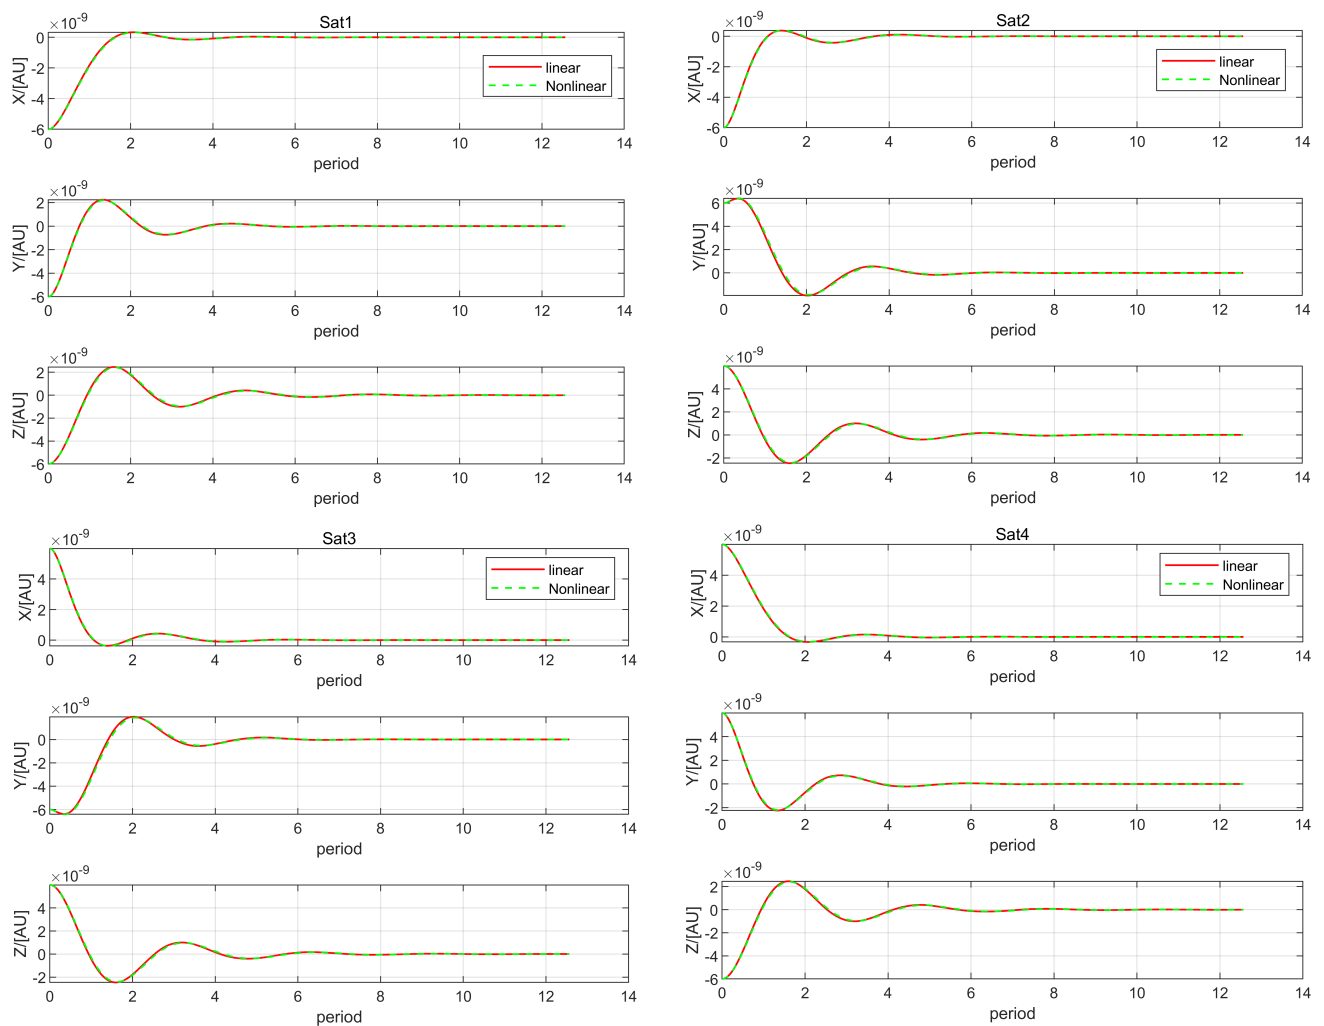 Sat1
×10-9
X/[AU]
0
-2
-4
-6
0 2 4 6 8 10 12 14
period
linear
Nonlinear
×10-9
Y/[AU]
2
0
-2
-4
-6
0 2 4 6 8 10 12 14
period
×10-9
Z/[AU]
2
0
-2
-4
-6
0 2 4 6 8 10 12 14
period
Sat2
×10-9
X/[AU]
0
-2
-4
-6
0 2 4 6 8 10 12 14
period
linear
Nonlinear
×10-9
Y/[AU]
6
4
2
0
0 2 4 6 8 10 12 14
period
×10-9
Z/[AU]
4
2
0
-2
0 2 4 6 8 10 12 14
period
Sat3
×10-9
X/[AU]
4
2
0
0 2 4 6 8 10 12 14
period
linear
Nonlinear
×10-9
Y/[AU]
0
-2
-4
-6
0 2 4 6 8 10 12 14
period
×10-9
Z/[AU]
4
2
0
-2
0 2 4 6 8 10 12 14
period
Sat4
×10-9
X/[AU]
4
2
0
0 2 4 6 8 10 12 14
period
linear
Nonlinear
×10-9
Y/[AU]
4
2
0
-2
0 2 4 6 8 10 12 14
period
×10-9
Z/[AU]
2
0
-2
-4
-6
0 2 4 6 8 10 12 14
period